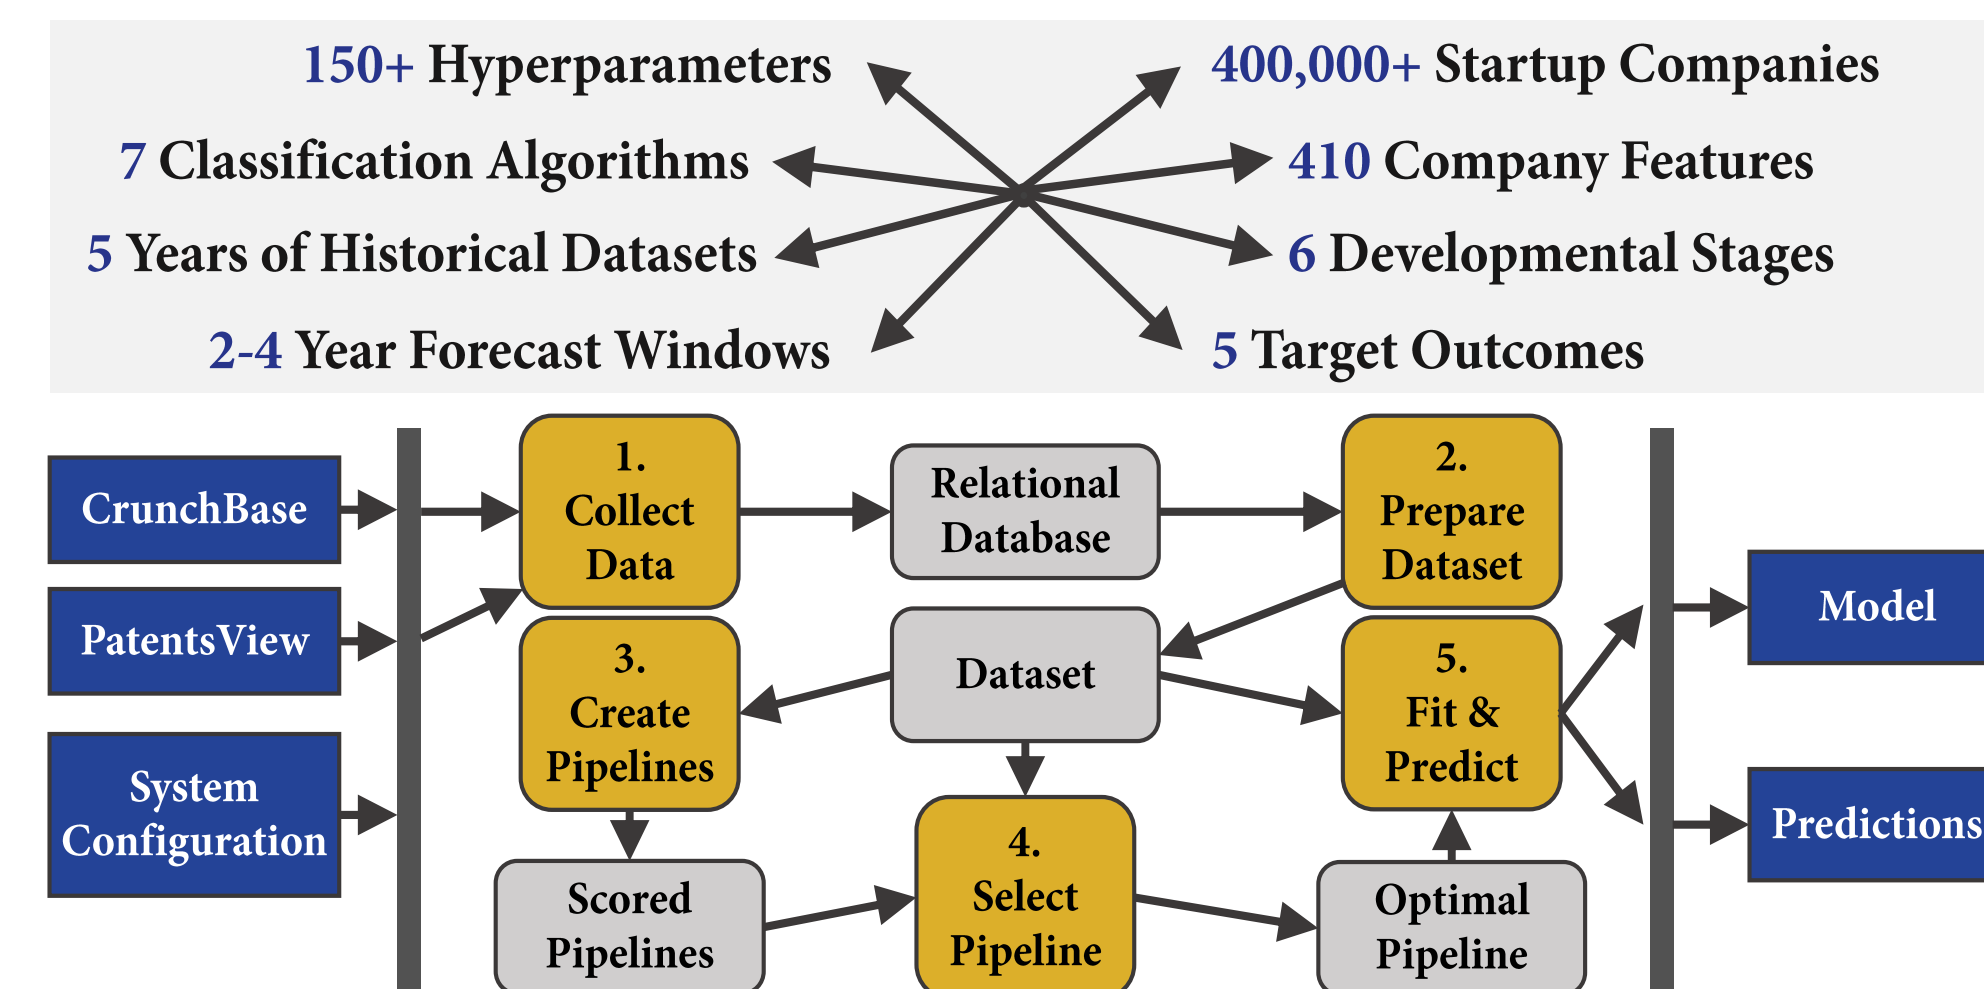 150+ Hyperparameters
400,000+ Startup Companies
7 Classification Algorithms
410 Company Features
5 Years of Historical Datasets
6 Developmental Stages
2-4 Year Forecast Windows
5 Target Outcomes
CrunchBase
PatentsView
System
Configuration
1.
Collect
Data
Relational
Database
2.
Prepare
Dataset
3.
Create
Pipelines
Dataset
5.
Fit &
Predict
Scored
Pipelines
4.
Select
Pipeline
Optimal
Pipeline
Model
Predictions